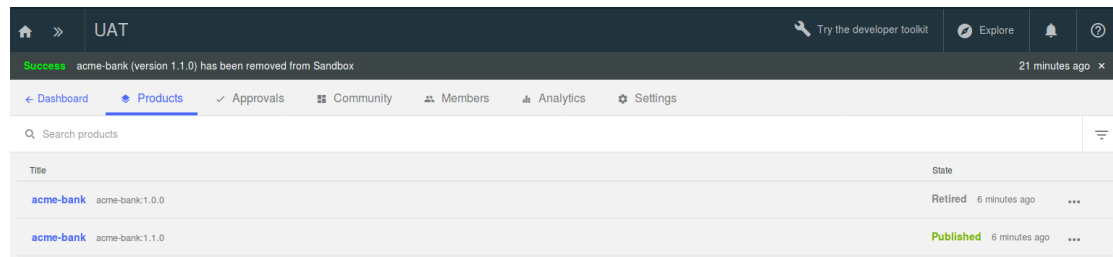 UAT Try the developer toolkit Explore
Success acme-bank (version 1.1.0) has been removed from Sandbox 21 minutes ago ×
← Dashboard Products Approvals Community Members Analytics Settings
Search products
Title State
acme-bank acme-bank:1.0.0 Retired 6 minutes ago ...
acme-bank acme-bank:1.1.0 Published 6 minutes ago ...